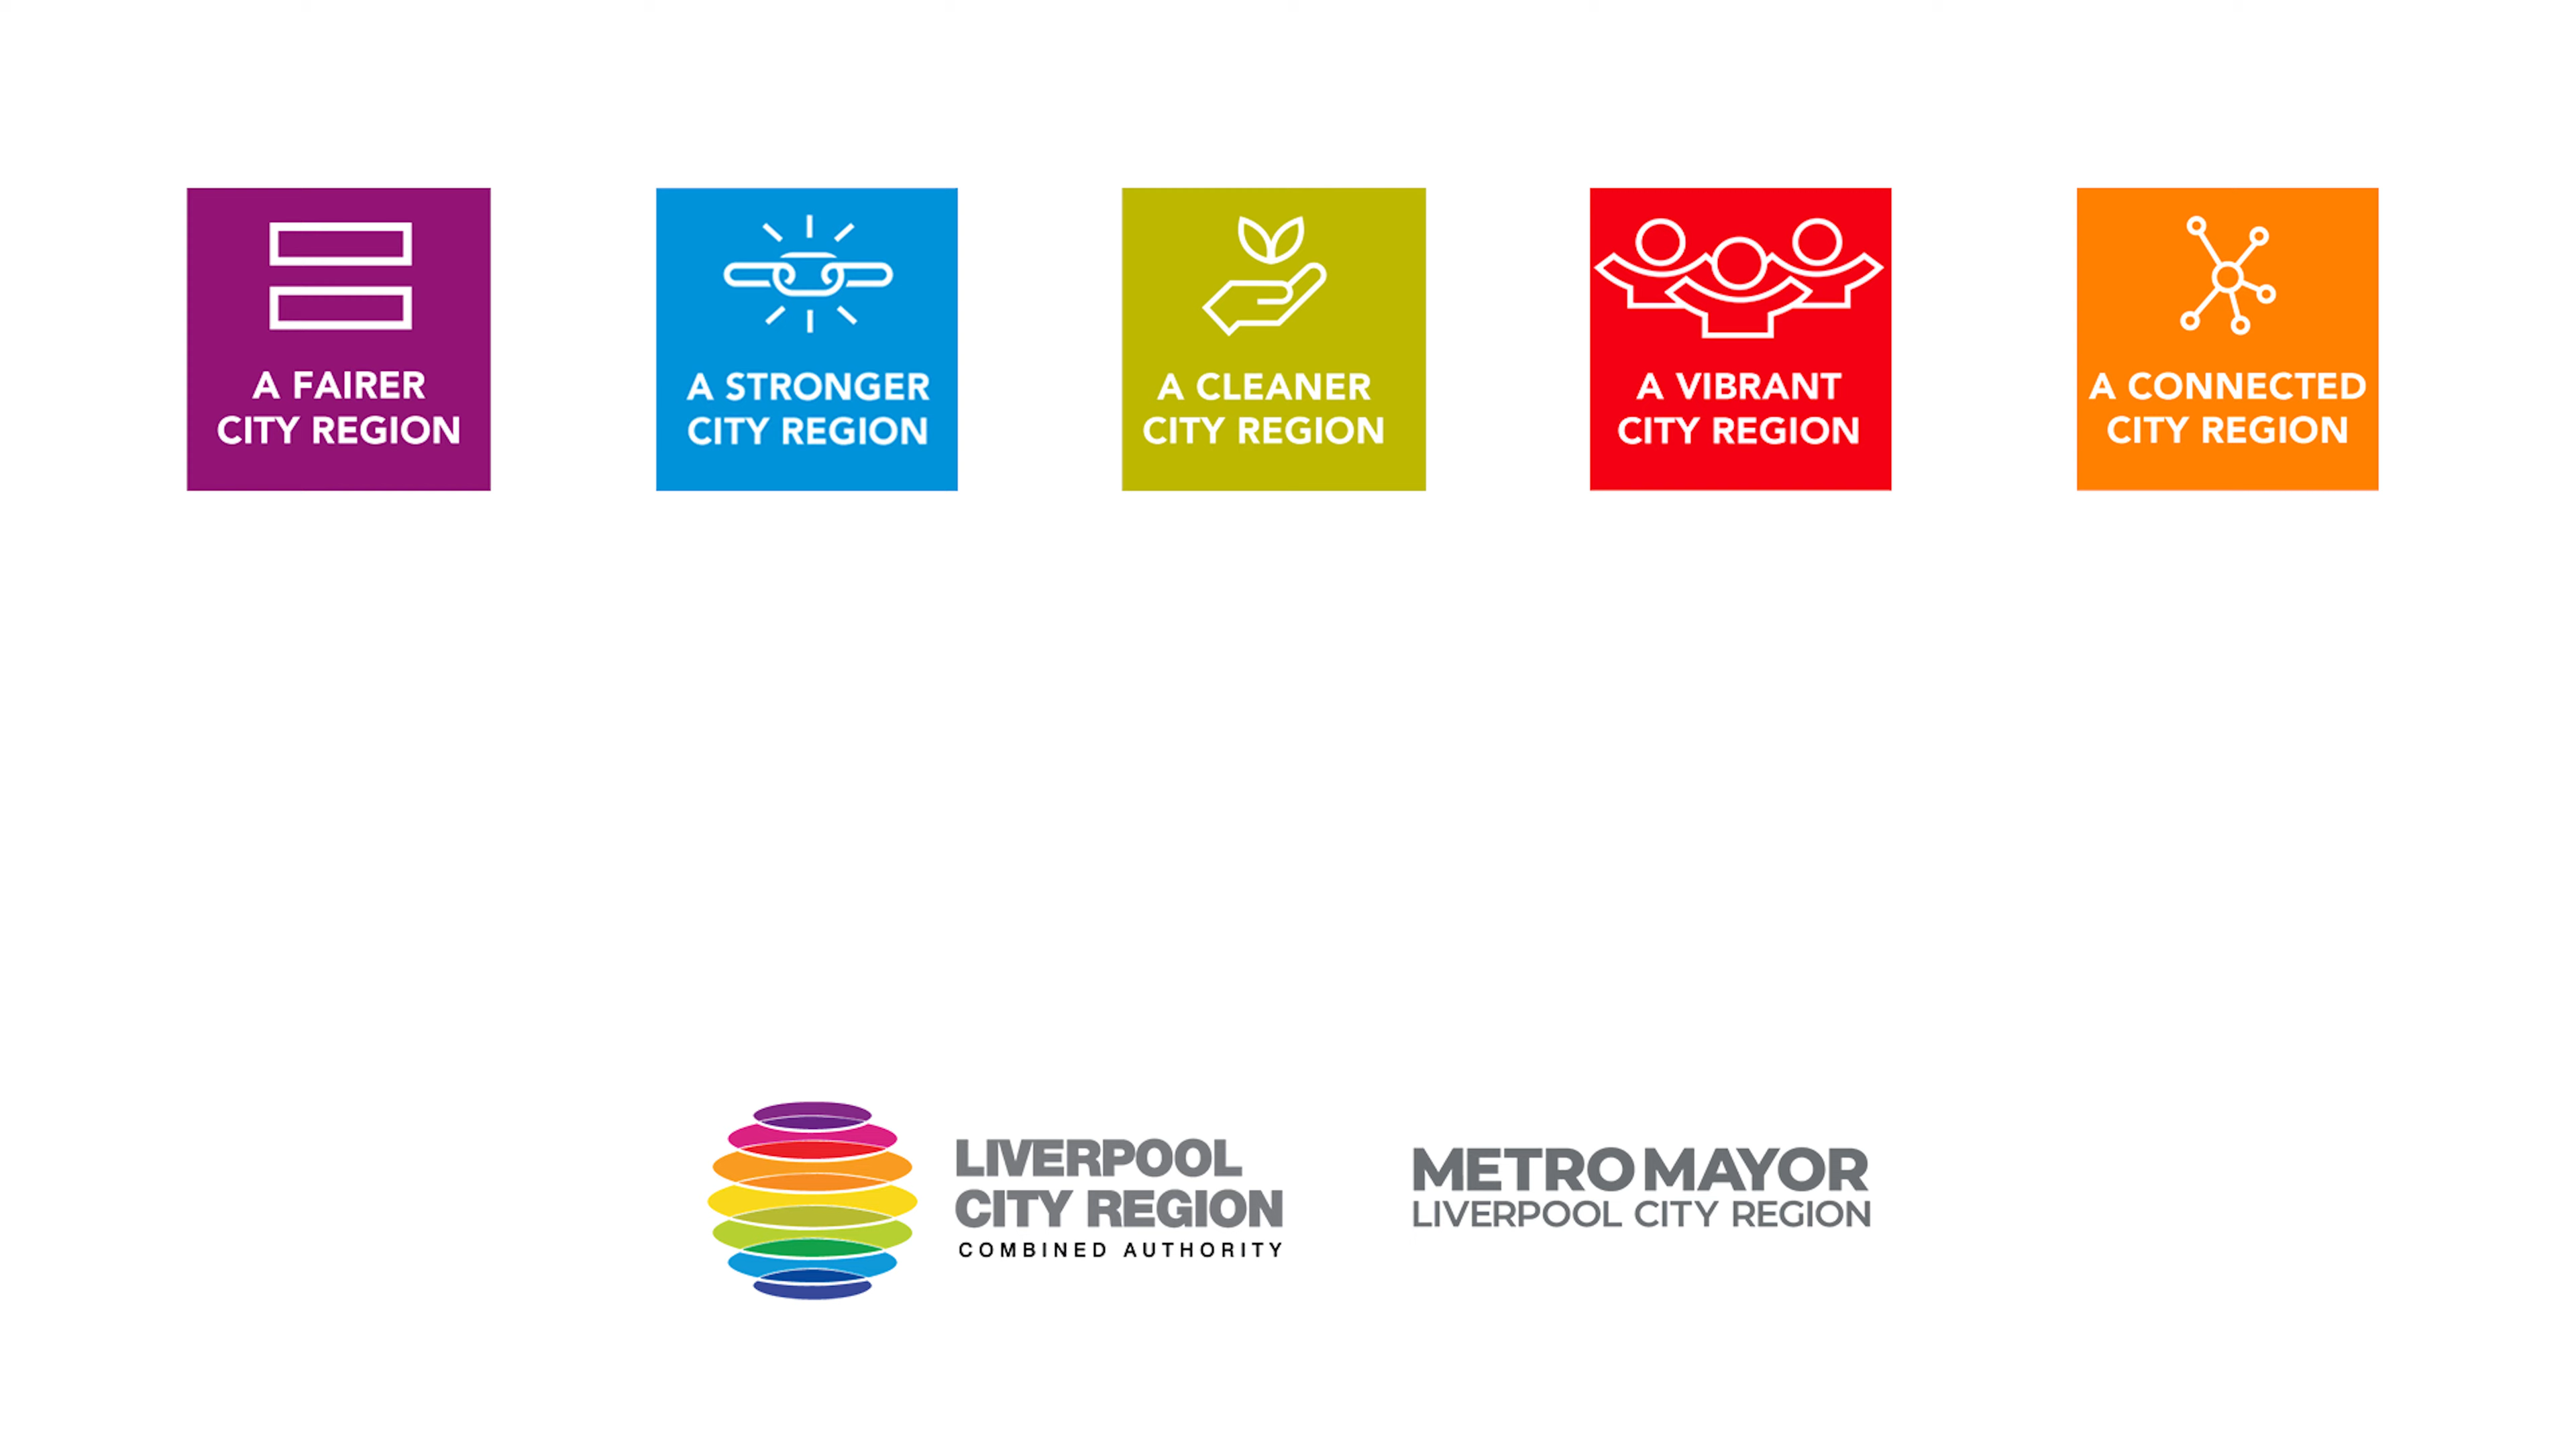 A FAIRER
CITY REGION
A STRONGER
CITY REGION
A CLEANER
CITY REGION
A VIBRANT
CITY REGION
A CONNECTED
CITY REGION
LIVERPOOL
CITY REGION
COMBINED AUTHORITY
METRO MAYOR
LIVERPOOL CITY REGION